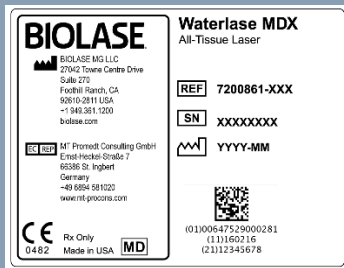 BIOLASE
BIOLASE MG LLC
27042 Towne Centre Drive
Suite 270
Foothill Ranch, CA
92610-2811 USA
+1 949.361.1200
biolase.com
EC REP
MT Promedt Consulting GmbH
Ernst-Heckel-Straße 7
66386 St. Ingbert
Germany
+49 6894 581020
www.mt-procons.com
CE
0482
Rx Only
Made in USA MD
Waterlase MDX
All-Tissue Laser
REF 7200861-XXX
SN XXXXXXXX
YYYY-MM
(01)00647529000281
(11)160216
(21)12345678